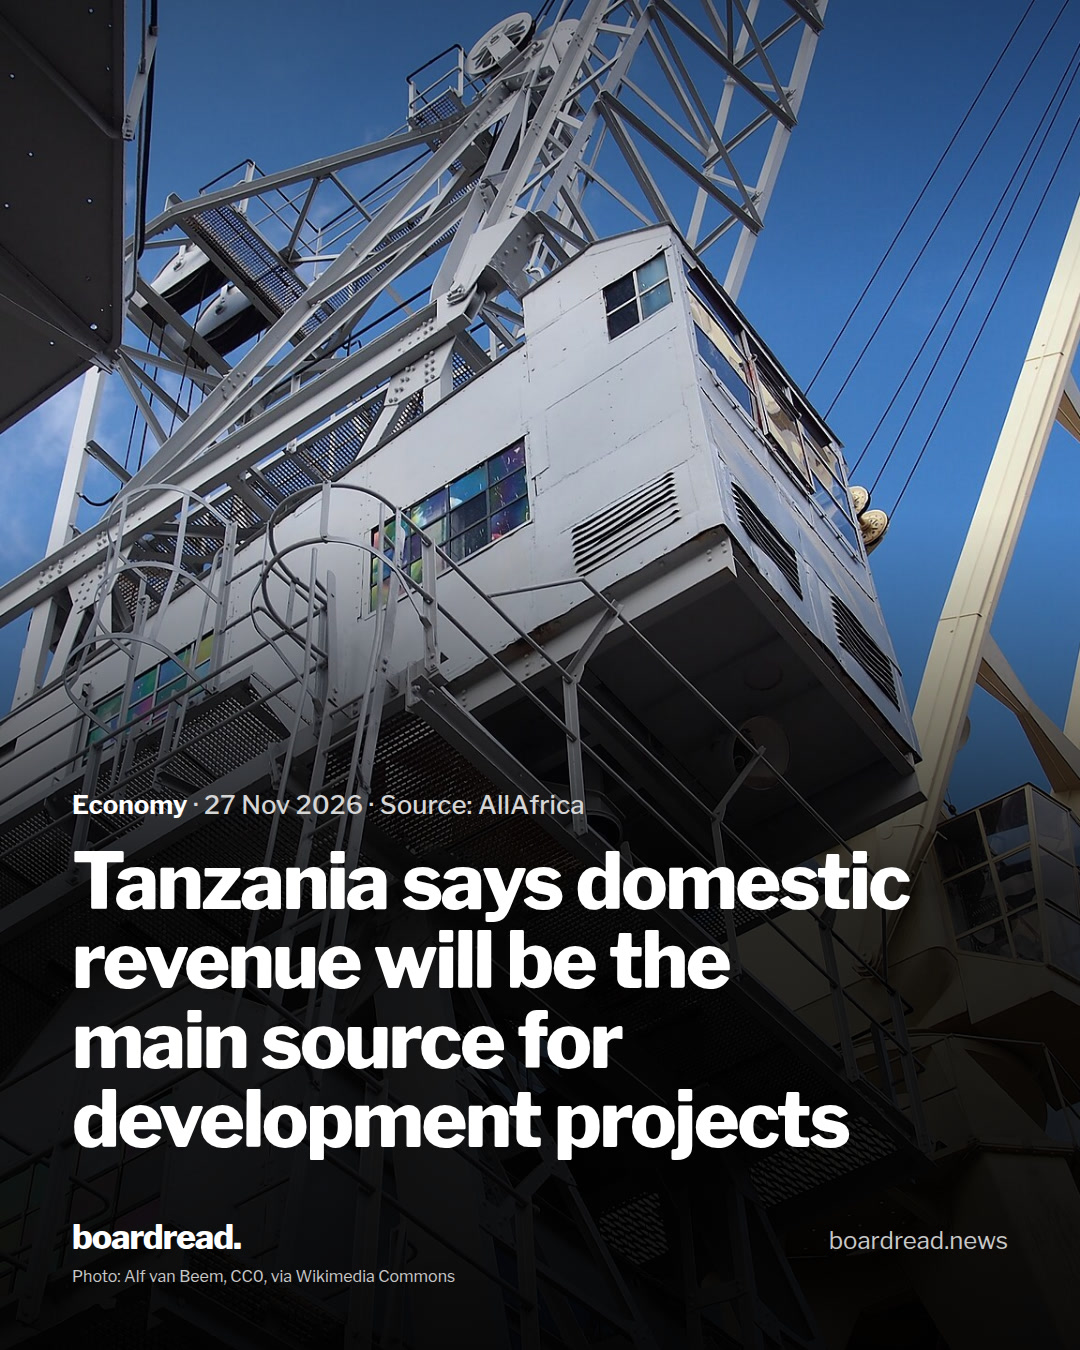 Economy · 27 Nov 2026 · Source: AllAfrica
Tanzania says domestic
revenue will be the
main source for
development projects
boardread.
boardread.news
Photo: Alf van Beem, CC0, via Wikimedia Commons